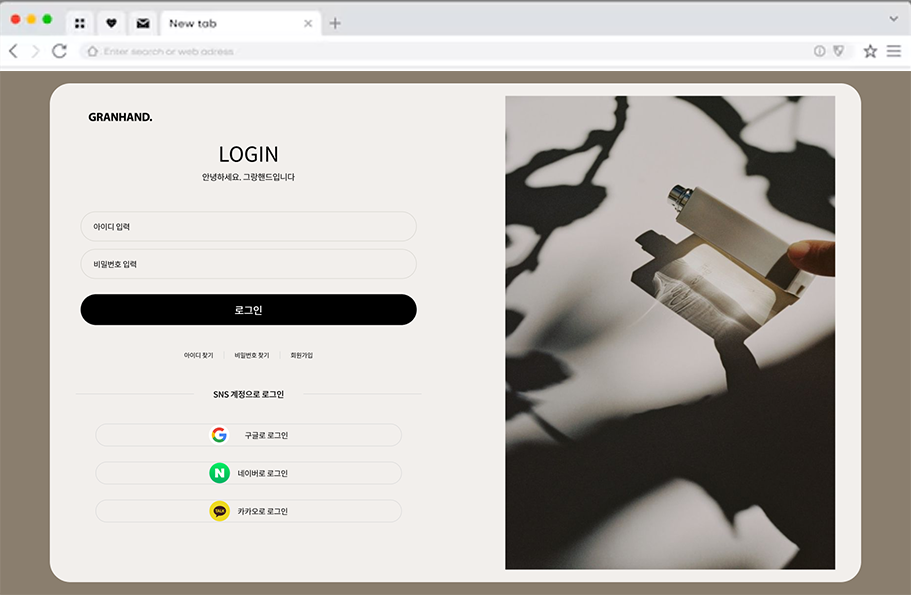 New tab
Enter search or web adress
GRANHAND.
LOGIN
안녕하세요. 그랑핸드입니다
아이디 입력
비밀번호 입력
로그인
아이디 찾기
비밀번호 찾기
회원가입
SNS 계정으로 로그인
구글로 로그인
N 네이버로 로그인
TALK 카카오로 로그인